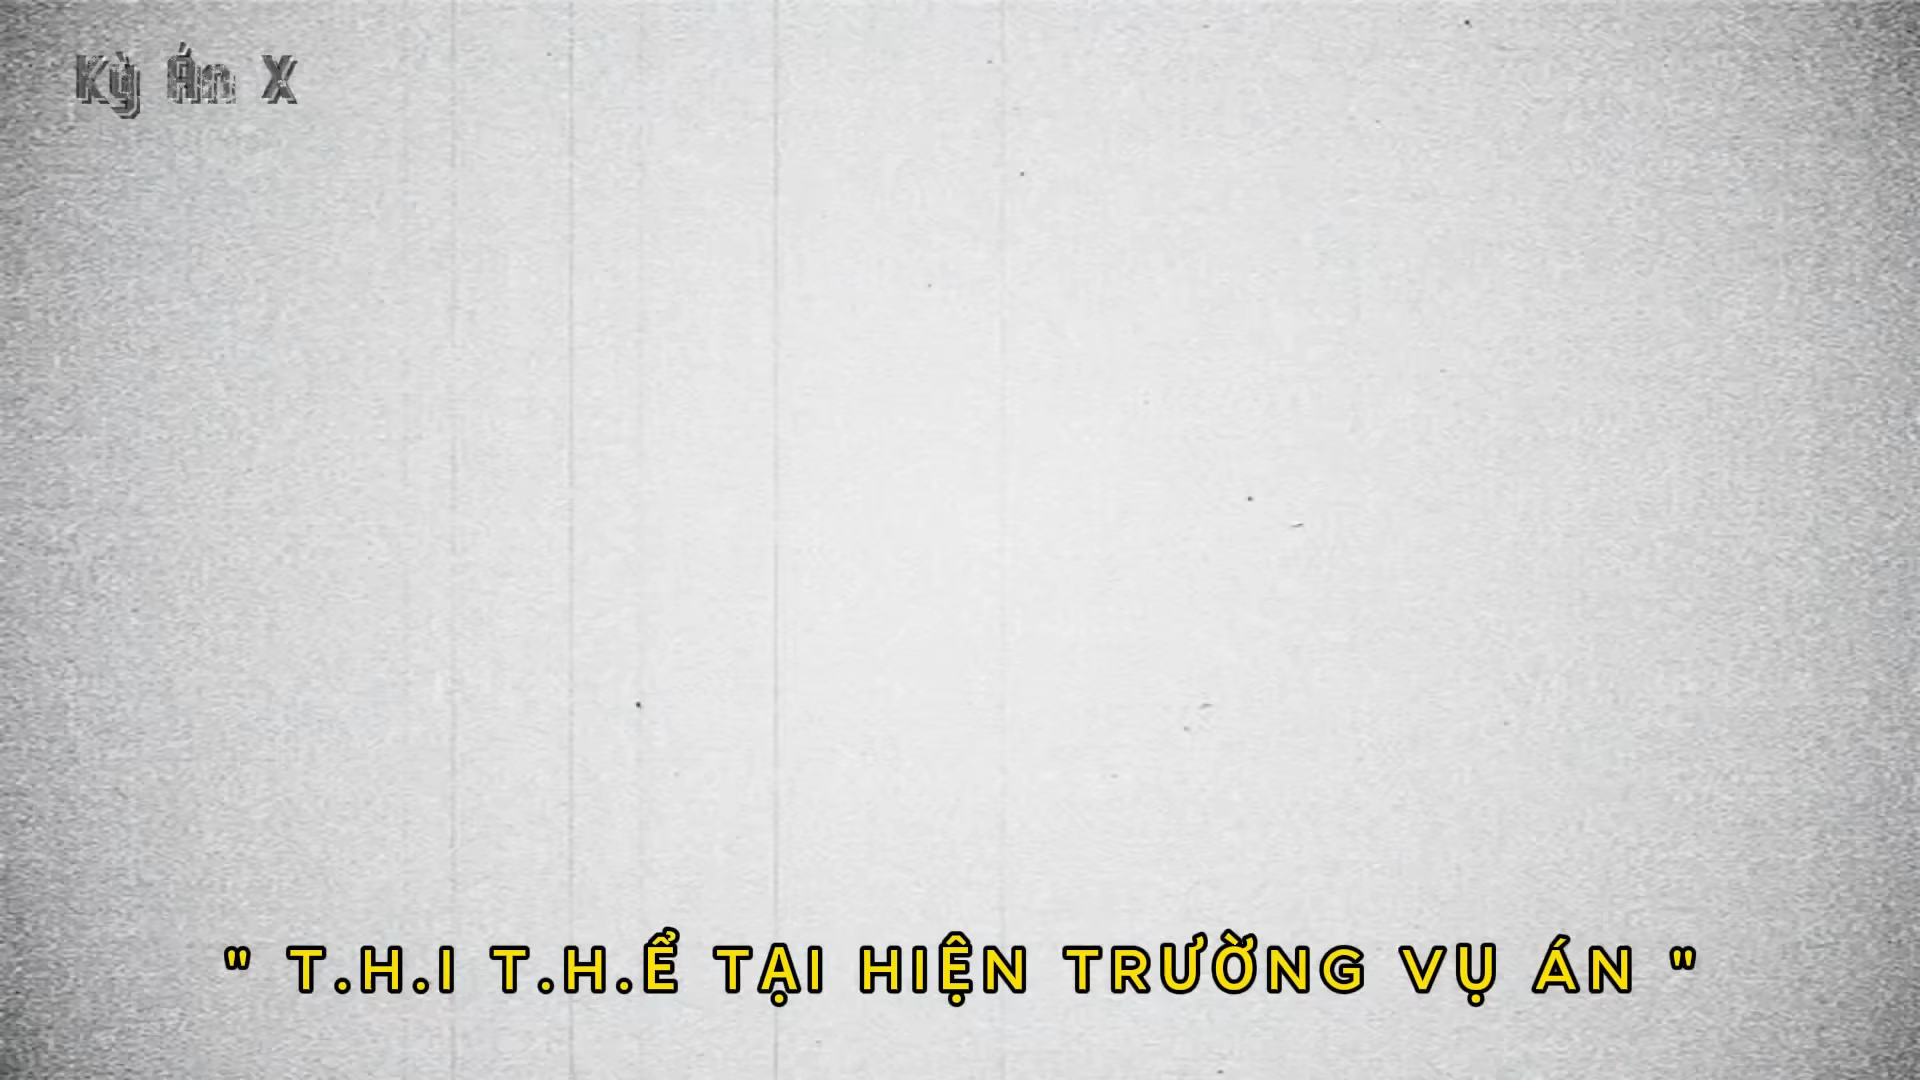 Kỳ Án X
" T.H.I T.H.Ể TẠI HIỆN TRƯỜNG VỤ ÁN "